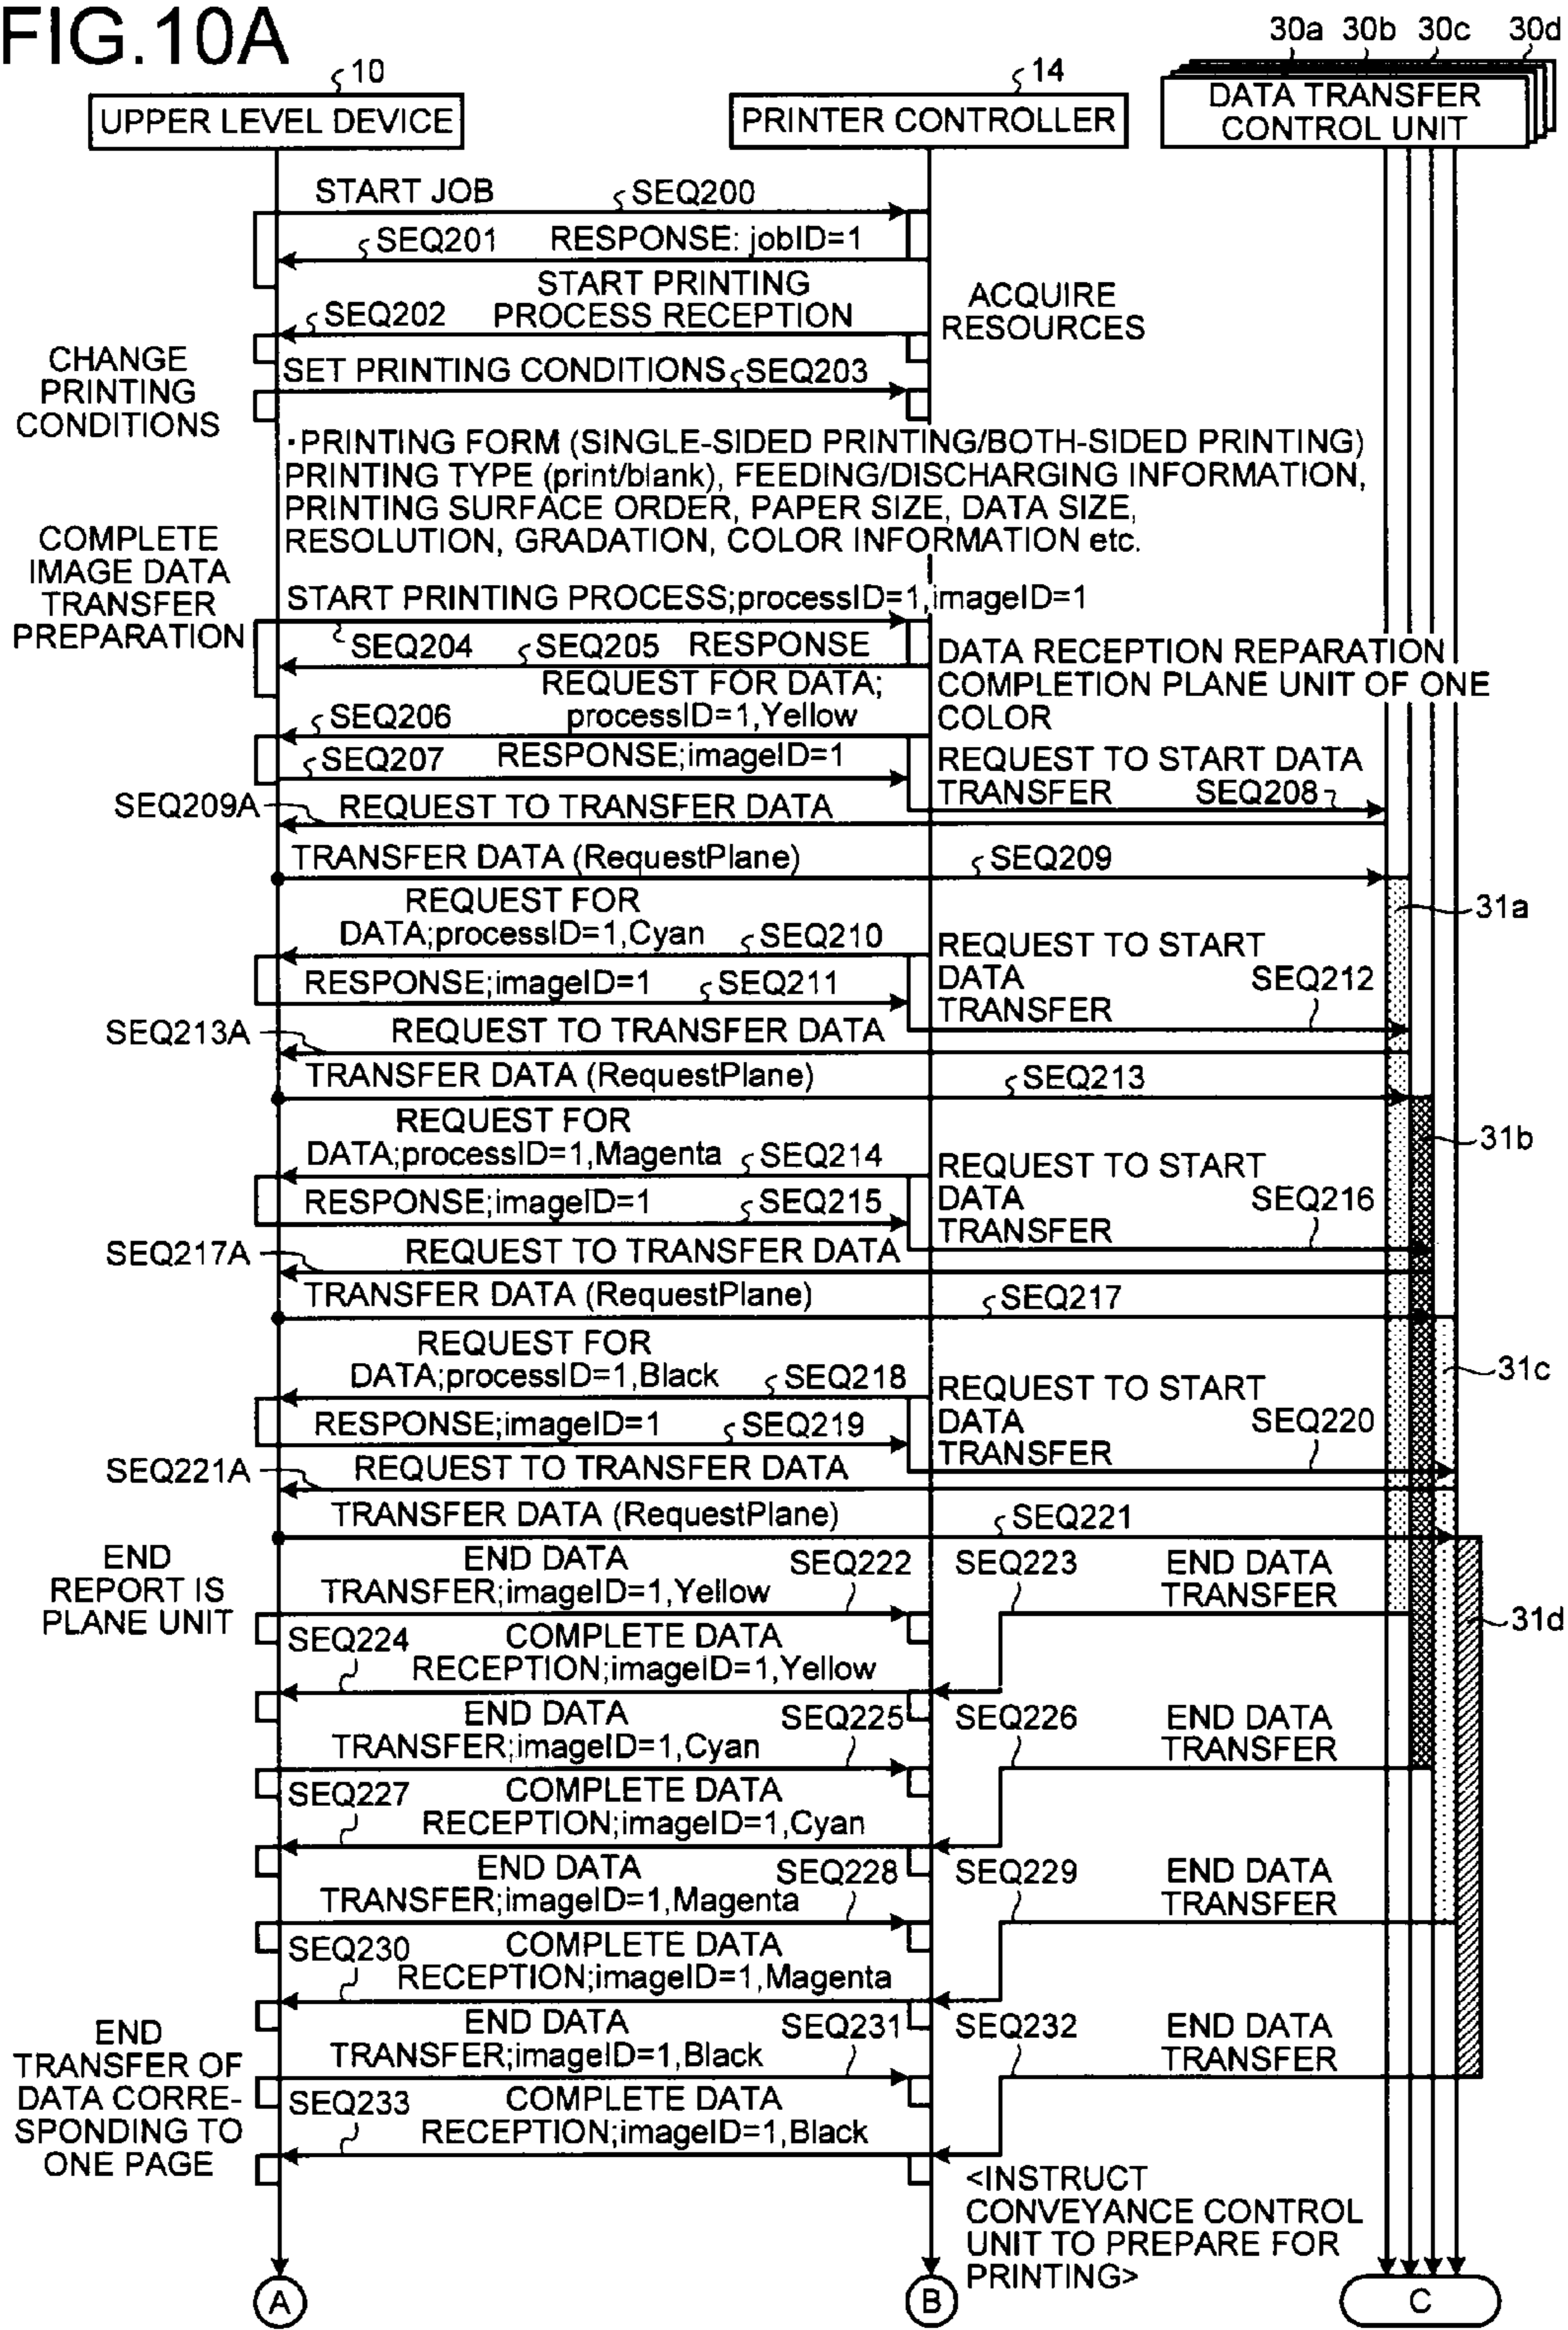 FIG.10A
30a 30b 30c 30d
10
14
UPPER LEVEL DEVICE
PRINTER CONTROLLER
DATA TRANSFER
CONTROL UNIT
START JOB
SEQ200
SEQ201
RESPONSE: jobID=1
START PRINTING
PROCESS RECEPTION
SEQ202
ACQUIRE
RESOURCES
CHANGE
PRINTING
CONDITIONS
SET PRINTING CONDITIONS
SEQ203
·PRINTING FORM (SINGLE-SIDED PRINTING/BOTH-SIDED PRINTING)
PRINTING TYPE (print/blank), FEEDING/DISCHARGING INFORMATION,
PRINTING SURFACE ORDER, PAPER SIZE, DATA SIZE,
RESOLUTION, GRADATION, COLOR INFORMATION etc.
COMPLETE
IMAGE DATA
TRANSFER
PREPARATION
START PRINTING PROCESS;processID=1,imageID=1
SEQ204
SEQ205
RESPONSE
DATA RECEPTION REPARATION
COMPLETION PLANE UNIT OF ONE
COLOR
REQUEST FOR DATA;
processID=1,Yellow
SEQ206
SEQ207
RESPONSE;imageID=1
REQUEST TO START DATA
TRANSFER
SEQ208
SEQ209A
REQUEST TO TRANSFER DATA
TRANSFER DATA (RequestPlane)
SEQ209
31a
REQUEST FOR
DATA;processID=1,Cyan
SEQ210
REQUEST TO START
DATA
TRANSFER
RESPONSE;imageID=1
SEQ211
SEQ212
SEQ213A
REQUEST TO TRANSFER DATA
TRANSFER DATA (RequestPlane)
SEQ213
31b
REQUEST FOR
DATA;processID=1,Magenta
SEQ214
REQUEST TO START
DATA
TRANSFER
RESPONSE;imageID=1
SEQ215
SEQ216
SEQ217A
REQUEST TO TRANSFER DATA
TRANSFER DATA (RequestPlane)
SEQ217
31c
REQUEST FOR
DATA;processID=1,Black
SEQ218
REQUEST TO START
DATA
TRANSFER
RESPONSE;imageID=1
SEQ219
SEQ220
SEQ221A
REQUEST TO TRANSFER DATA
TRANSFER DATA (RequestPlane)
SEQ221
END
REPORT IS
PLANE UNIT
END DATA
TRANSFER;imageID=1,Yellow
SEQ222
SEQ223
END DATA
TRANSFER
31d
SEQ224
COMPLETE DATA
RECEPTION;imageID=1,Yellow
END DATA
TRANSFER;imageID=1,Cyan
SEQ225
SEQ226
END DATA
TRANSFER
SEQ227
COMPLETE DATA
RECEPTION;imageID=1,Cyan
END DATA
TRANSFER;imageID=1,Magenta
SEQ228
SEQ229
END DATA
TRANSFER
SEQ230
COMPLETE DATA
RECEPTION;imageID=1,Magenta
END
TRANSFER OF
DATA CORRE-
SPONDING TO
ONE PAGE
END DATA
TRANSFER;imageID=1,Black
SEQ231
SEQ232
END DATA
TRANSFER
SEQ233
COMPLETE DATA
RECEPTION;imageID=1,Black
<INSTRUCT
CONVEYANCE CONTROL
UNIT TO PREPARE FOR
PRINTING>
A
B
C